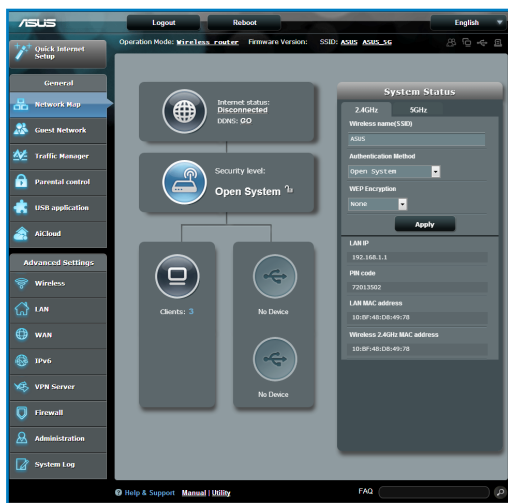 ASUS
Logout
Reboot
English
Quick Internet
Setup
Operation Mode: Wireless router Firmware Version: SSID: ASUS ASUS_5G
General
Network Map
Guest Network
Traffic Manager
Parental control
USB application
AiCloud
Advanced Settings
Wireless
LAN
WAN
IPv6
VPN Server
Firewall
Administration
System Log
Internet status:
Disconnected
DDNS: GO
Security level:
Open System
Clients: 3
No Device
No Device
System Status
2.4GHz 5GHz
Wireless name(SSID)
ASUS
Authentication Method
Open System
WEP Encryption
None
Apply
LAN IP
192.168.1.1
PIN code
72013502
LAN MAC address
10:BF:48:D8:49:78
Wireless 2.4GHz MAC address
10:BF:48:D8:49:78
Help & Support Manual | Utility
FAQ